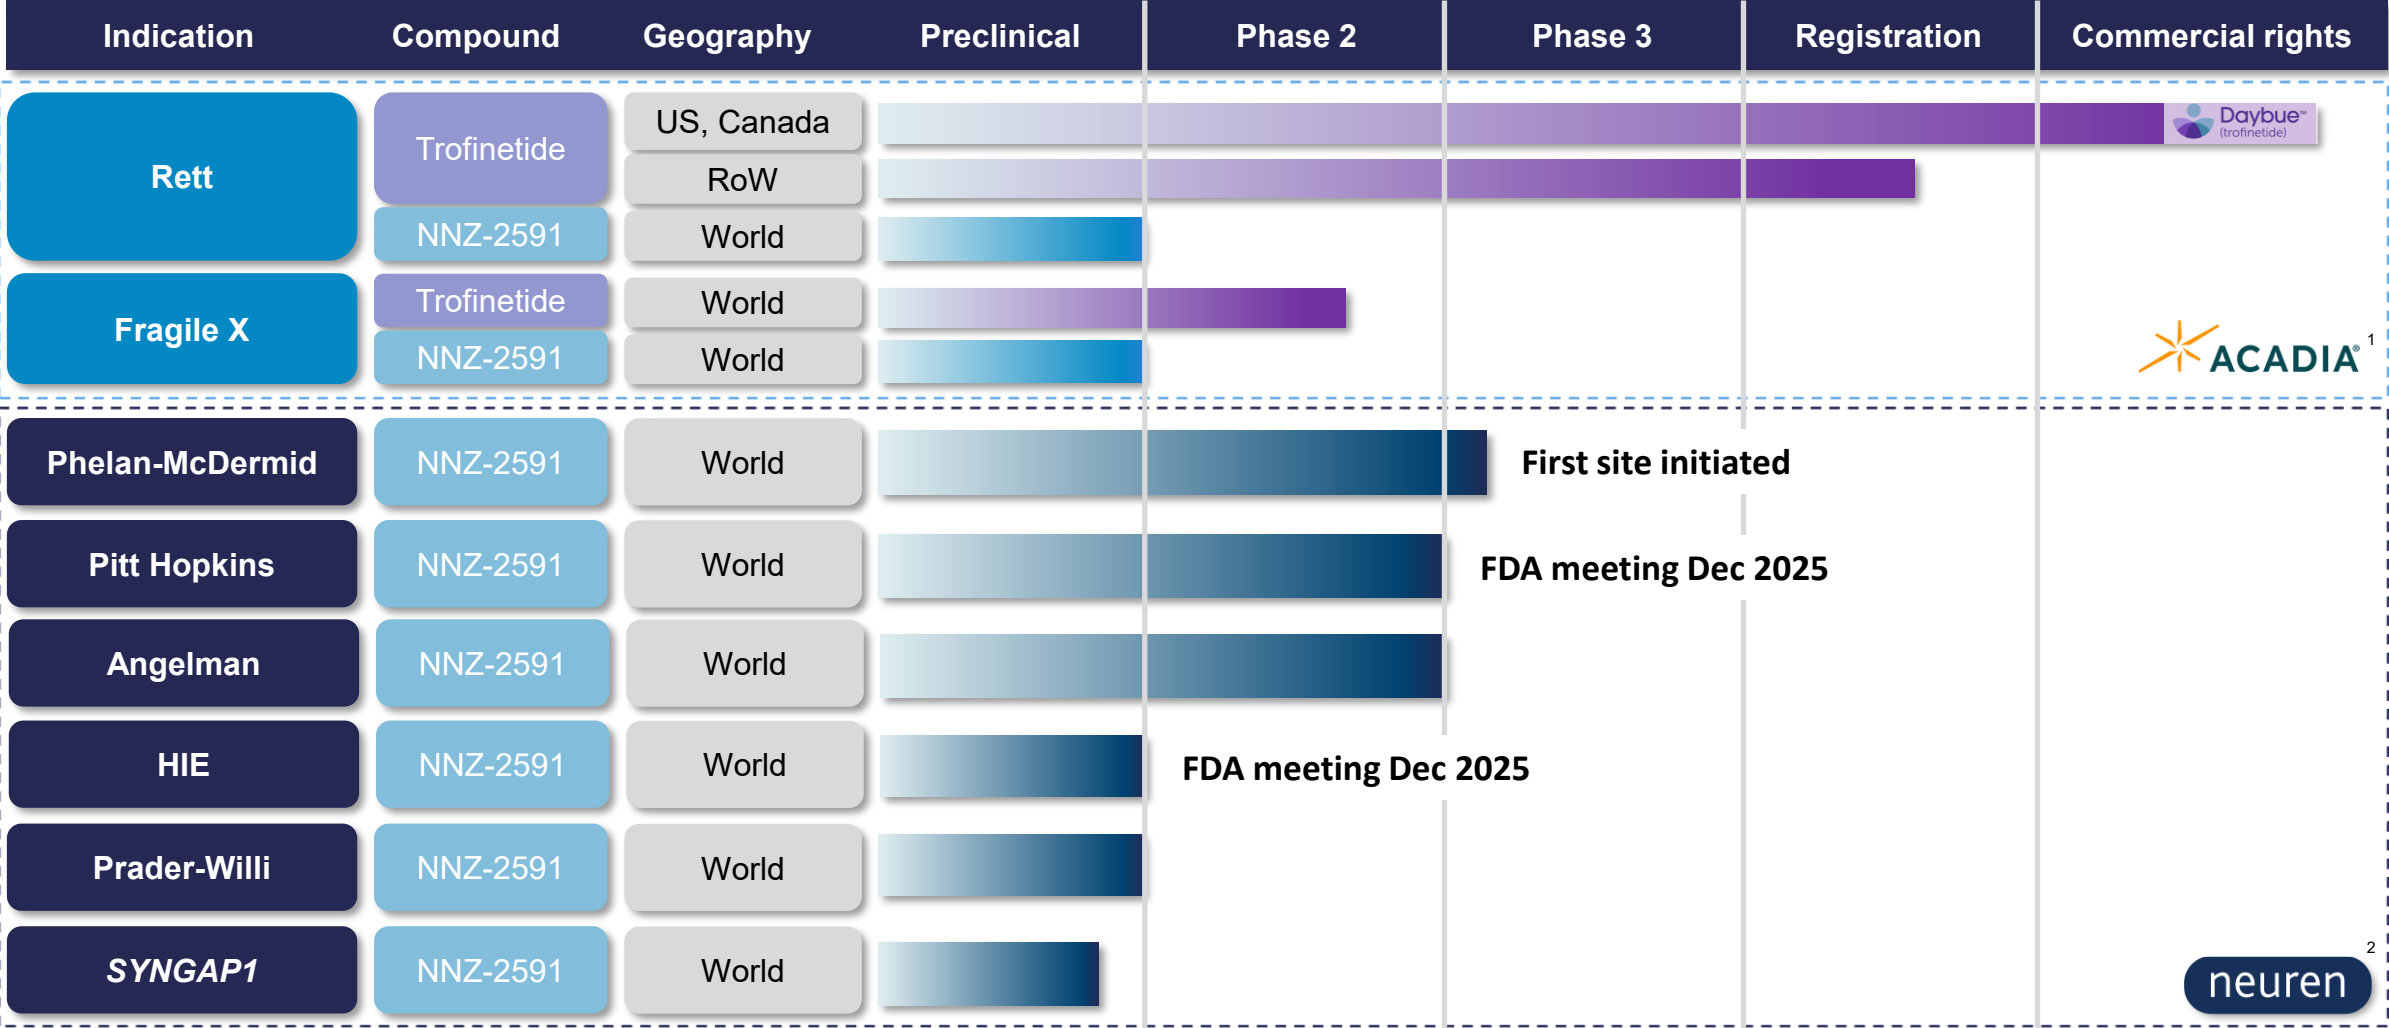 Indication Compound Geography Preclinical Phase 2 Phase 3 Registration Commercial rights
Rett
Trofinetide
US, Canada
Daybue™
(trofinetide)
RoW
NNZ-2591
World
Fragile X
Trofinetide
World
NNZ-2591
World
ACADIA® 1
Phelan-McDermid NNZ-2591 World First site initiated
Pitt Hopkins NNZ-2591 World FDA meeting Dec 2025
Angelman NNZ-2591 World
HIE NNZ-2591 World FDA meeting Dec 2025
Prader-Willi NNZ-2591 World
SYNGAP1 NNZ-2591 World
neuren 2